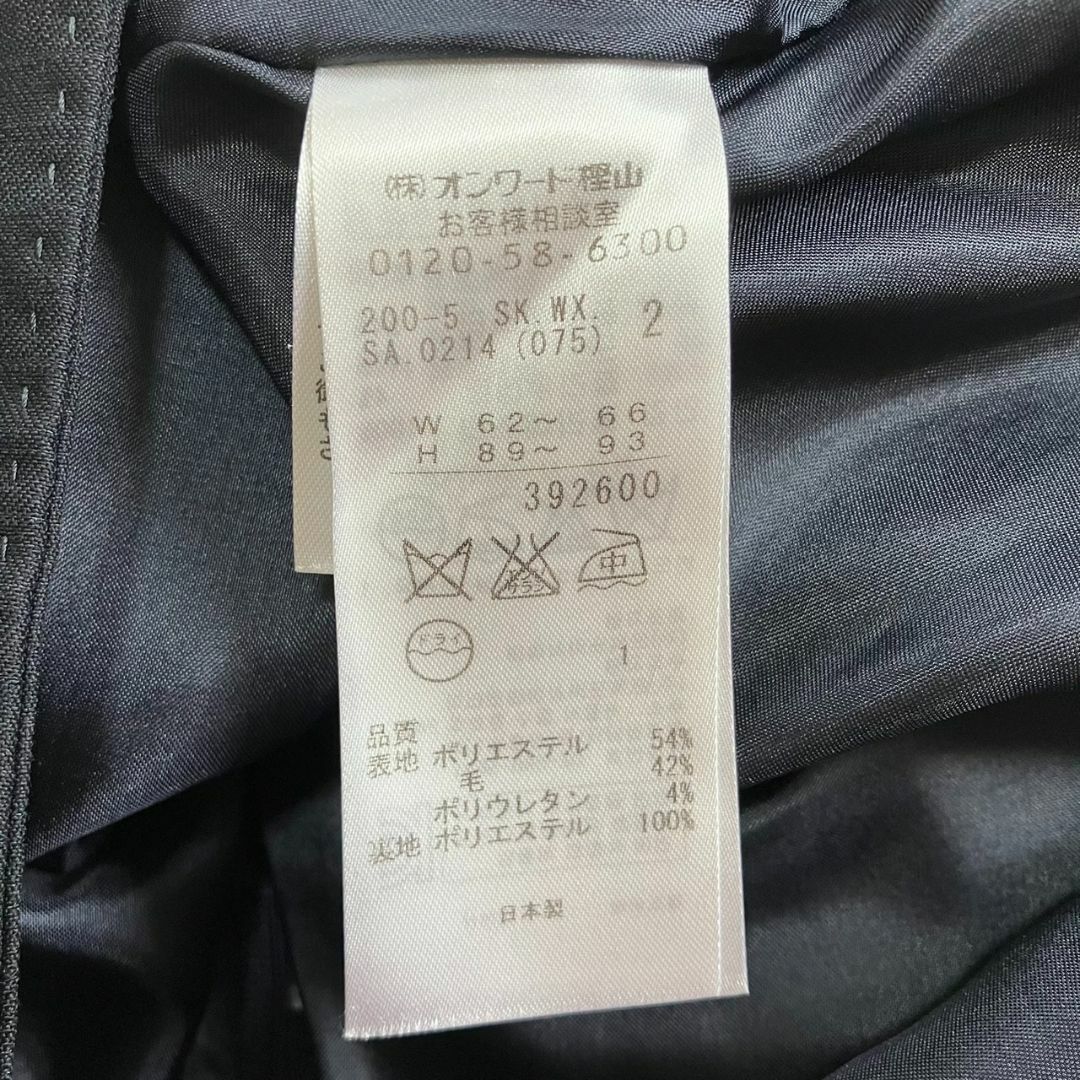 (株)オンワード樫山
お客様相談室
0120-58-6300
200-5 SK.WX. 2
SA.0214 (075)
W 62〜 66
H 89〜 93
392600
中
ドライ
1
品質
表地 ポリエステル 54%
毛 42%
ポリウレタン 4%
裏地 ポリエステル 100%
日本製